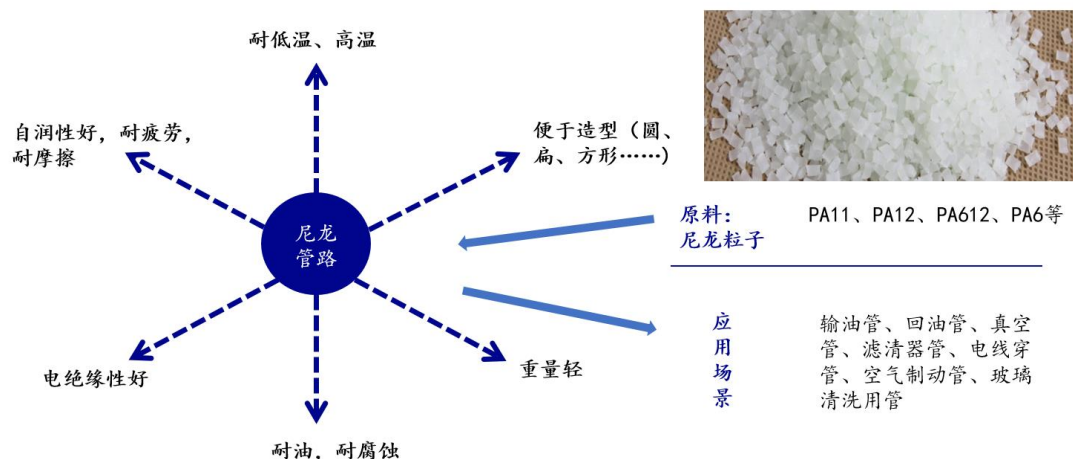 耐低温、高温
自润性好，耐疲劳，
耐摩擦
便于造型（圆、
扁、方形……）
尼龙
管路
电绝缘性好
重量轻
耐油，耐腐蚀
原料：
尼龙粒子
PA11、PA12、PA612、PA6等
应
用
场
景
输油管、回油管、真空
管、滤清器管、电线穿
管、空气制动管、玻璃
清洗用管